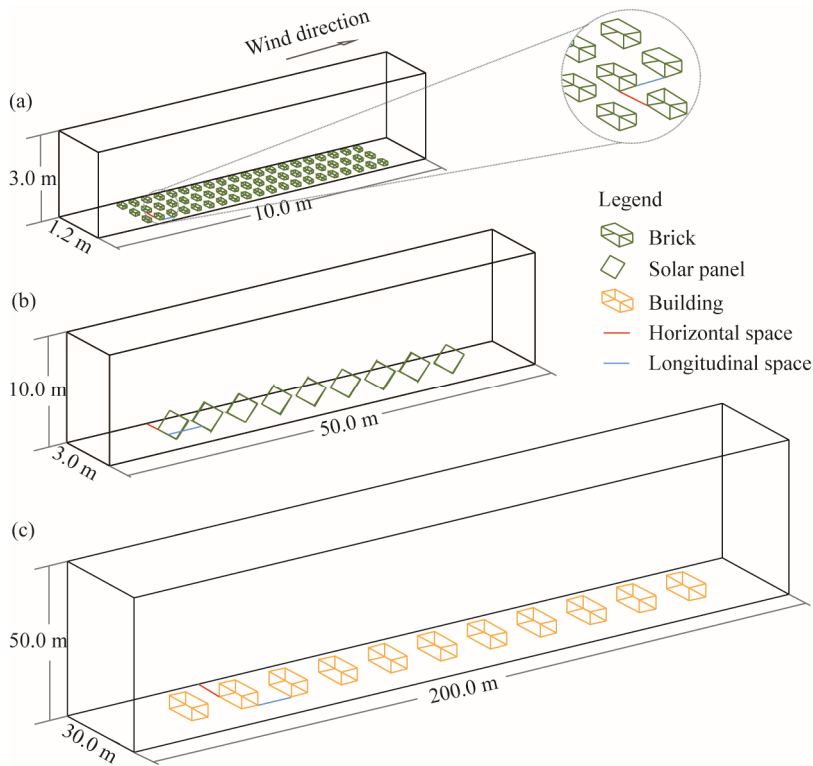 Wind direction
(a)
3.0 m
1.2 m
10.0 m
Legend
Brick
Solar panel
Building
Horizontal space
Longitudinal space
(b)
10.0 m
3.0 m
50.0 m
(c)
50.0 m
30.0 m
200.0 m